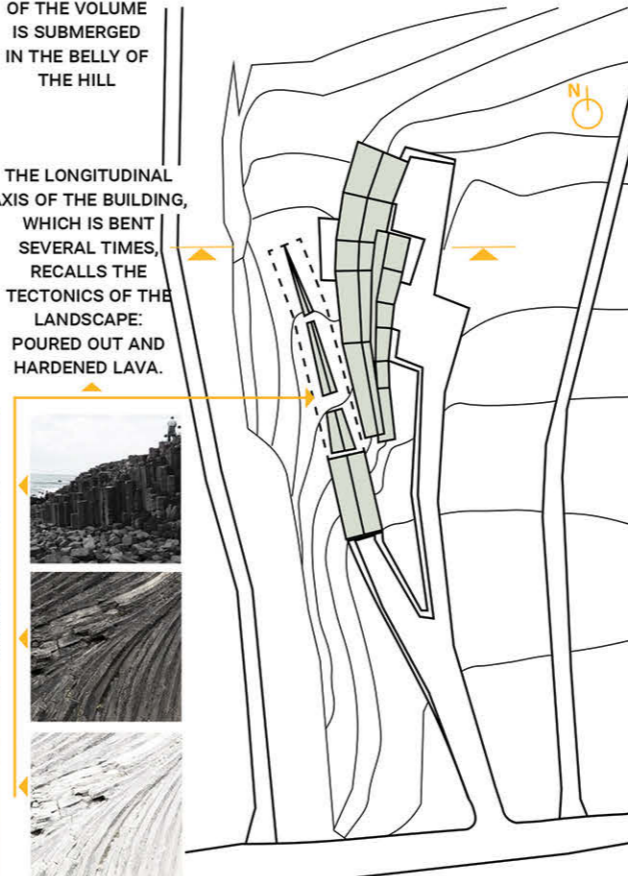 OF THE VOLUME
IS SUBMERGED
IN THE BELLY OF
THE HILL
N
THE LONGITUDINAL
AXIS OF THE BUILDING,
WHICH IS BENT
SEVERAL TIMES,
RECALLS THE
TECTONICS OF THE
LANDSCAPE:
POURED OUT AND
HARDENED LAVA.